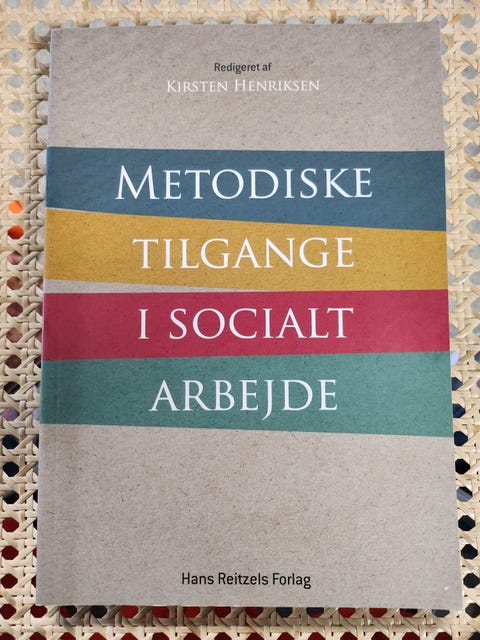 Redigeret af
Kirsten Henriksen
Metodiske
tilgange
i socialt
arbejde
Hans Reitzels Forlag